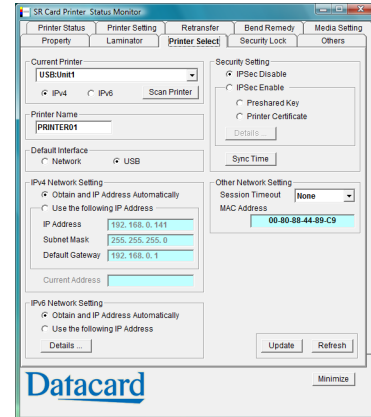 SR Card Printer Status Monitor
Printer Status Printer Setting Retransfer Bend Remedy Media Setting
Property Laminator Printer Select Security Lock Others
Current Printer
USB:Unit1
IPv4 IPv6 Scan Printer
Printer Name
PRINTER01
Default Interface
Network USB
IPv4 Network Setting
Obtain and IP Address Automatically
Use the following IP Address
IP Address 192. 168. 0. 141
Subnet Mask 255. 255. 255. 0
Default Gateway 192. 168. 0. 1
Current Address
IPv6 Network Setting
Obtain and IP Address Automatically
Use the following IP Address
Details ...
Security Setting
IPSec Disable
IPSec Enable
Preshared Key
Printer Certificate
Details ...
Sync Time
Other Network Setting
Session Timeout None
MAC Address
00-80-88-44-89-C9
Update Refresh
Datacard
Minimize